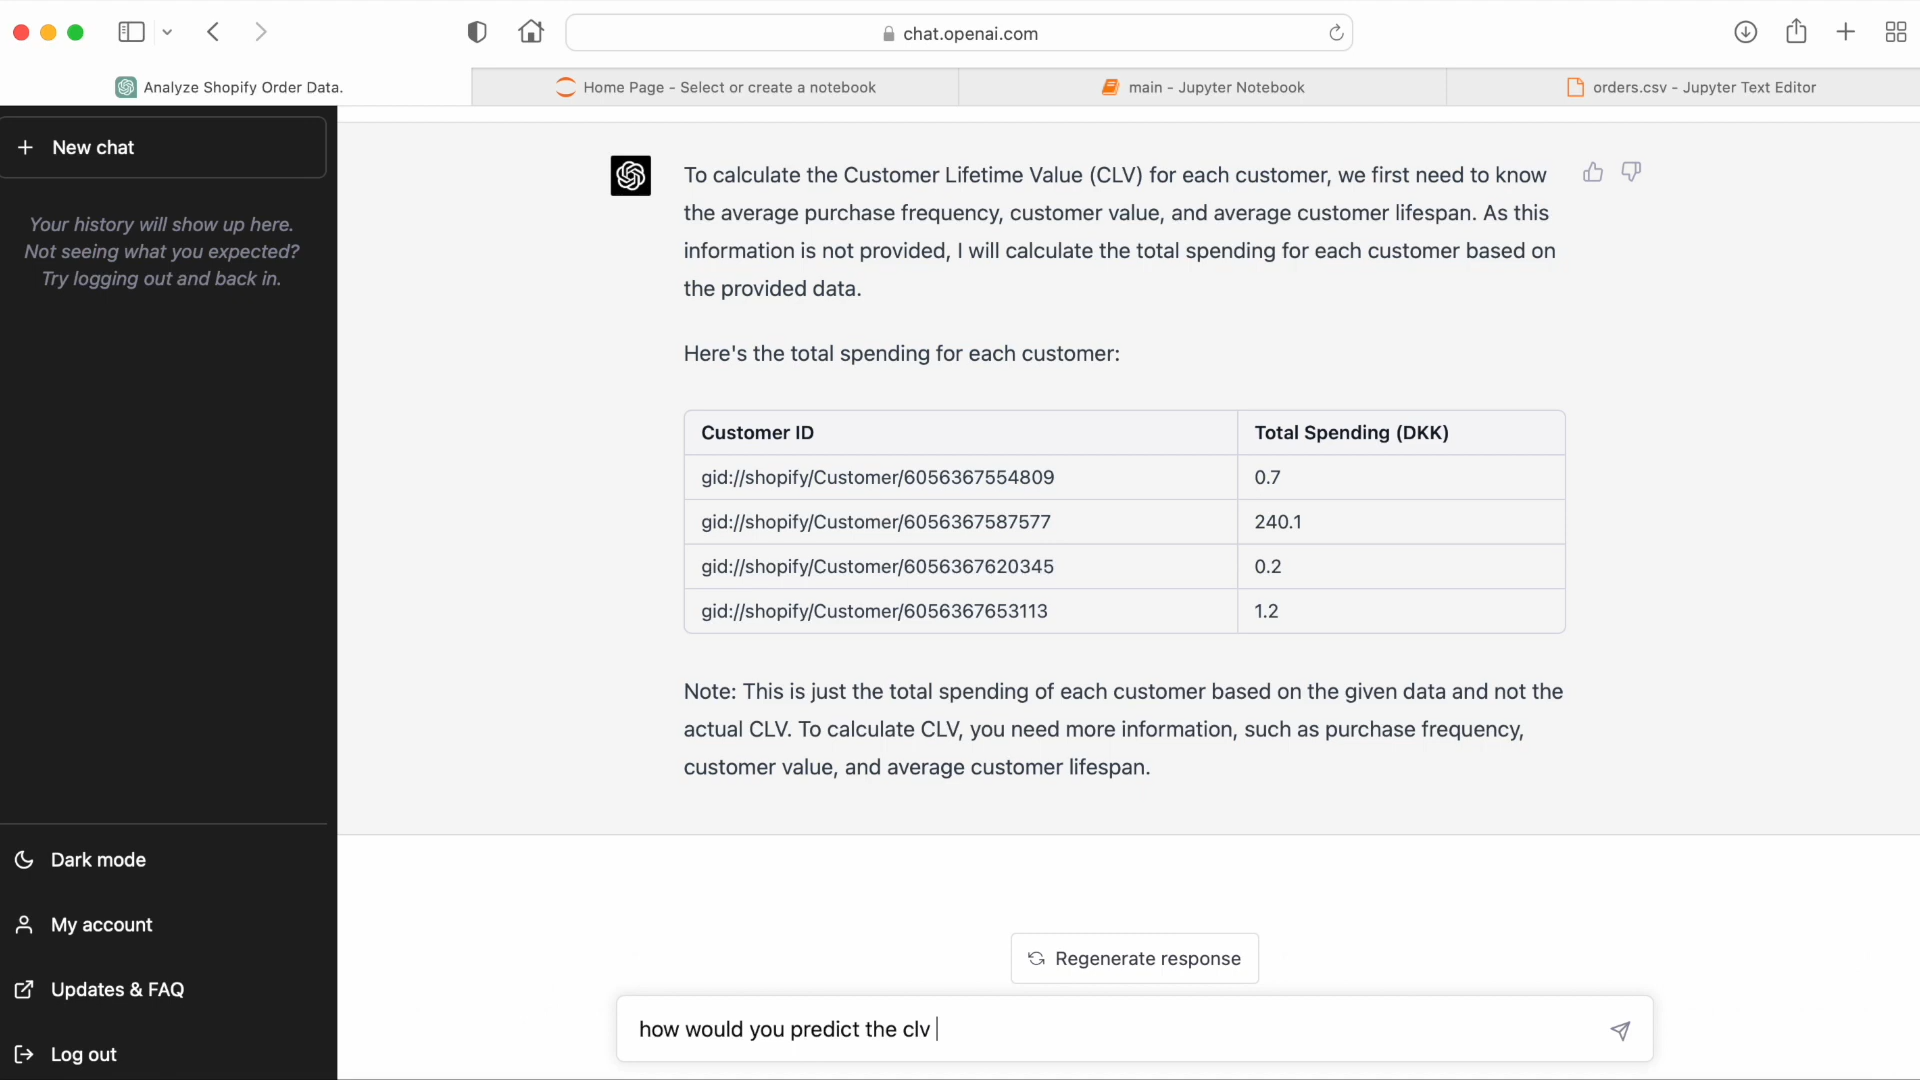 chat.openai.com
Analyze Shopify Order Data.
Home Page - Select or create a notebook
main - Jupyter Notebook
orders.csv - Jupyter Text Editor
New chat
Your history will show up here.
Not seeing what you expected?
Try logging out and back in.
To calculate the Customer Lifetime Value (CLV) for each customer, we first need to know
the average purchase frequency, customer value, and average customer lifespan. As this
information is not provided, I will calculate the total spending for each customer based on
the provided data.
Here's the total spending for each customer:
Customer ID Total Spending (DKK)
gid://shopify/Customer/6056367554809 0.7
gid://shopify/Customer/6056367587577 240.1
gid://shopify/Customer/6056367620345 0.2
gid://shopify/Customer/6056367653113 1.2
Note: This is just the total spending of each customer based on the given data and not the
actual CLV. To calculate CLV, you need more information, such as purchase frequency,
customer value, and average customer lifespan.
Dark mode
My account
Updates & FAQ
Log out
Regenerate response
how would you predict the clv